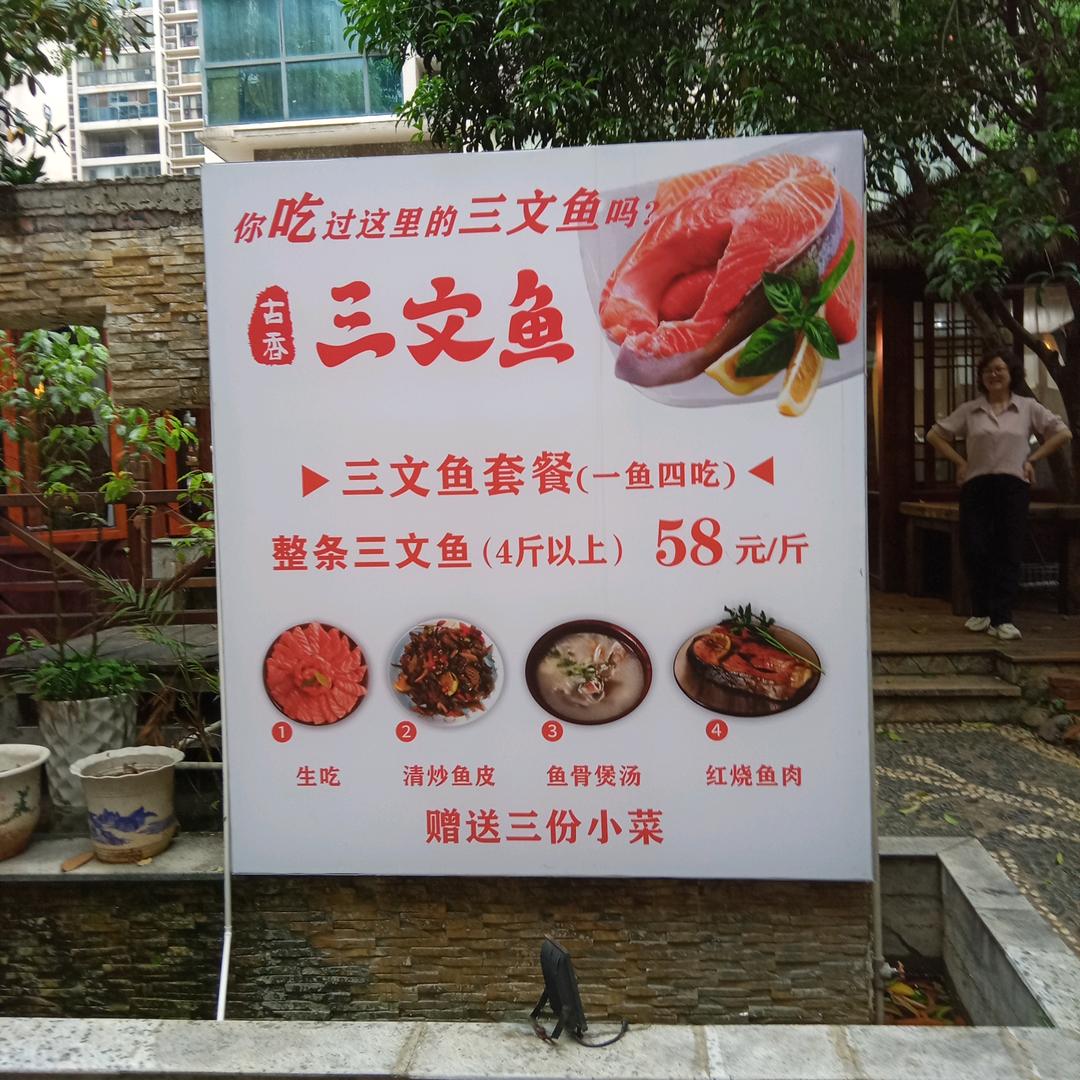 你吃过这里的三文鱼吗?
古香
三文鱼
三文鱼套餐(一鱼四吃)
整条三文鱼(4斤以上) 58元/斤
1 2 3 4
生吃 清炒鱼皮 鱼骨煲汤 红烧鱼肉
赠送三份小菜